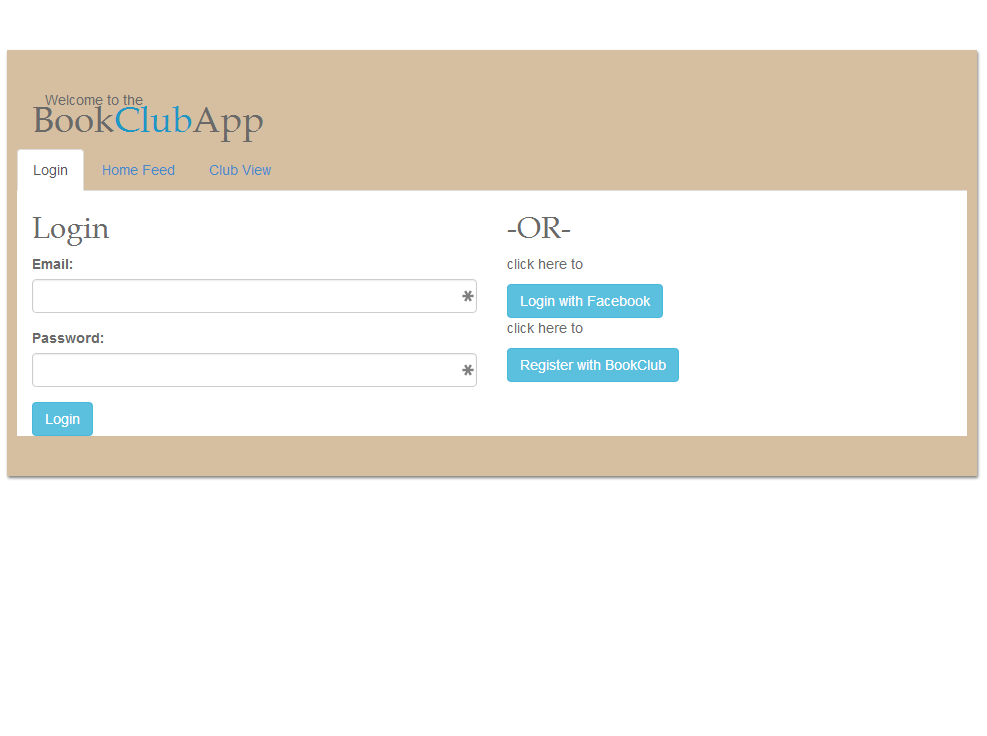 Welcome to the
BookClubApp
Login Home Feed Club View
Login
Email:
Password:
Login
-OR-
click here to
Login with Facebook
click here to
Register with BookClub